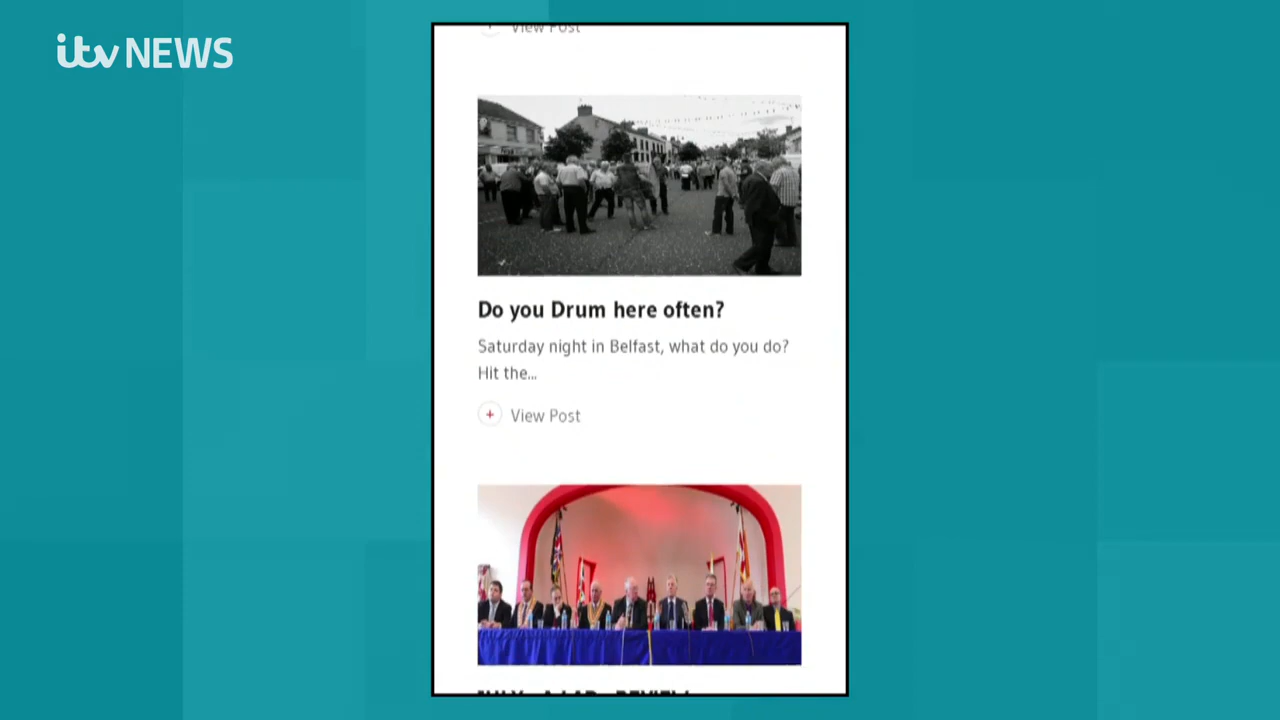 itv NEWS
View Post
Do you Drum here often?
Saturday night in Belfast, what do you do?
Hit the...
+ View Post